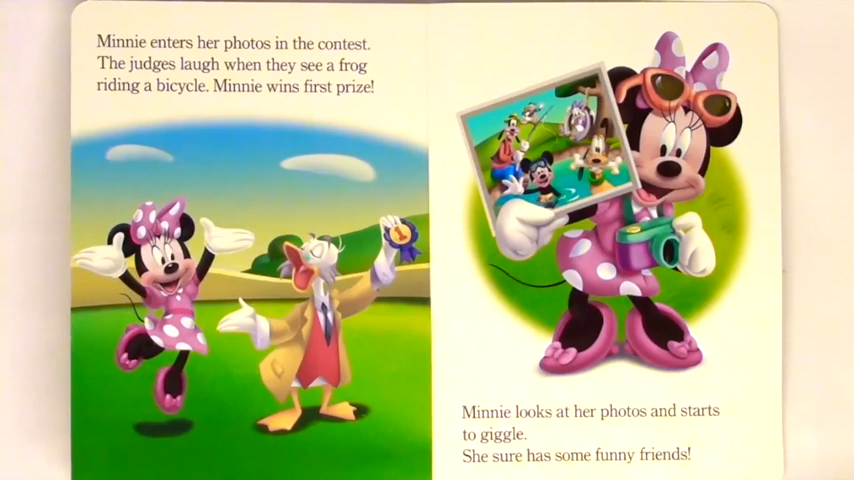 Minnie enters her photos in the contest.
The judges laugh when they see a frog
riding a bicycle. Minnie wins first prize!
1
Minnie looks at her photos and starts
to giggle.
She sure has some funny friends!